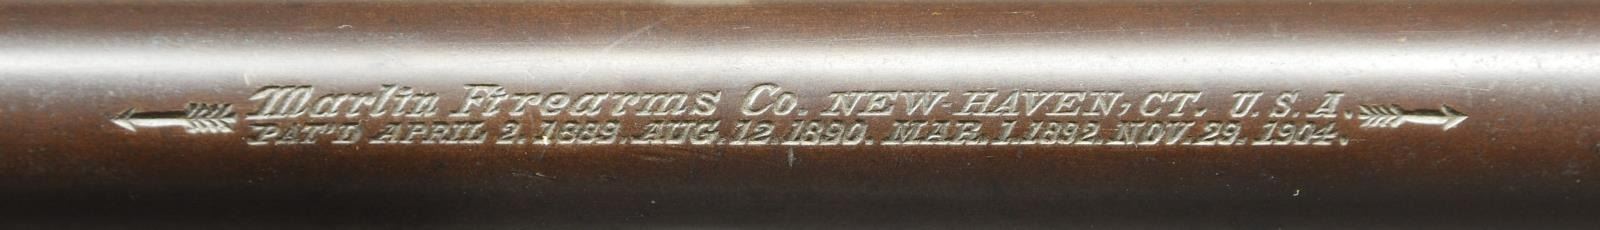 Marlin Firearms Co. NEW-HAVEN, CT. U.S.A.
PAT'D APRIL 2. 1889. AUG. 12. 1890. MAR. 1. 1892. NOV. 29. 1904.